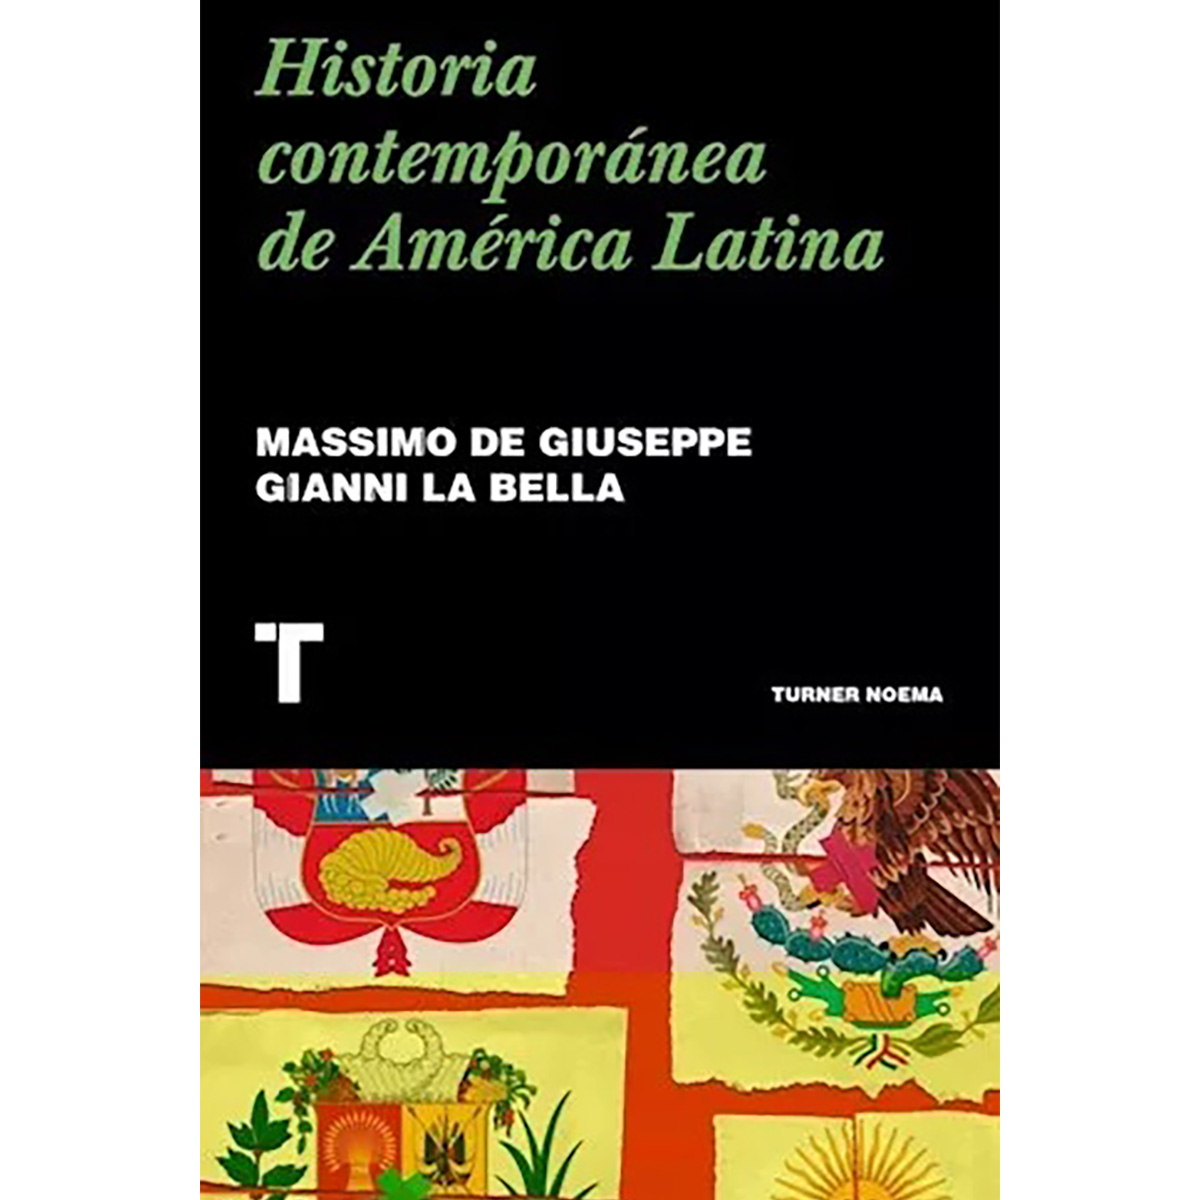 Historia
contemporánea
de América Latina
MASSIMO DE GIUSEPPE
GIANNI LA BELLA
T
TURNER NOEMA